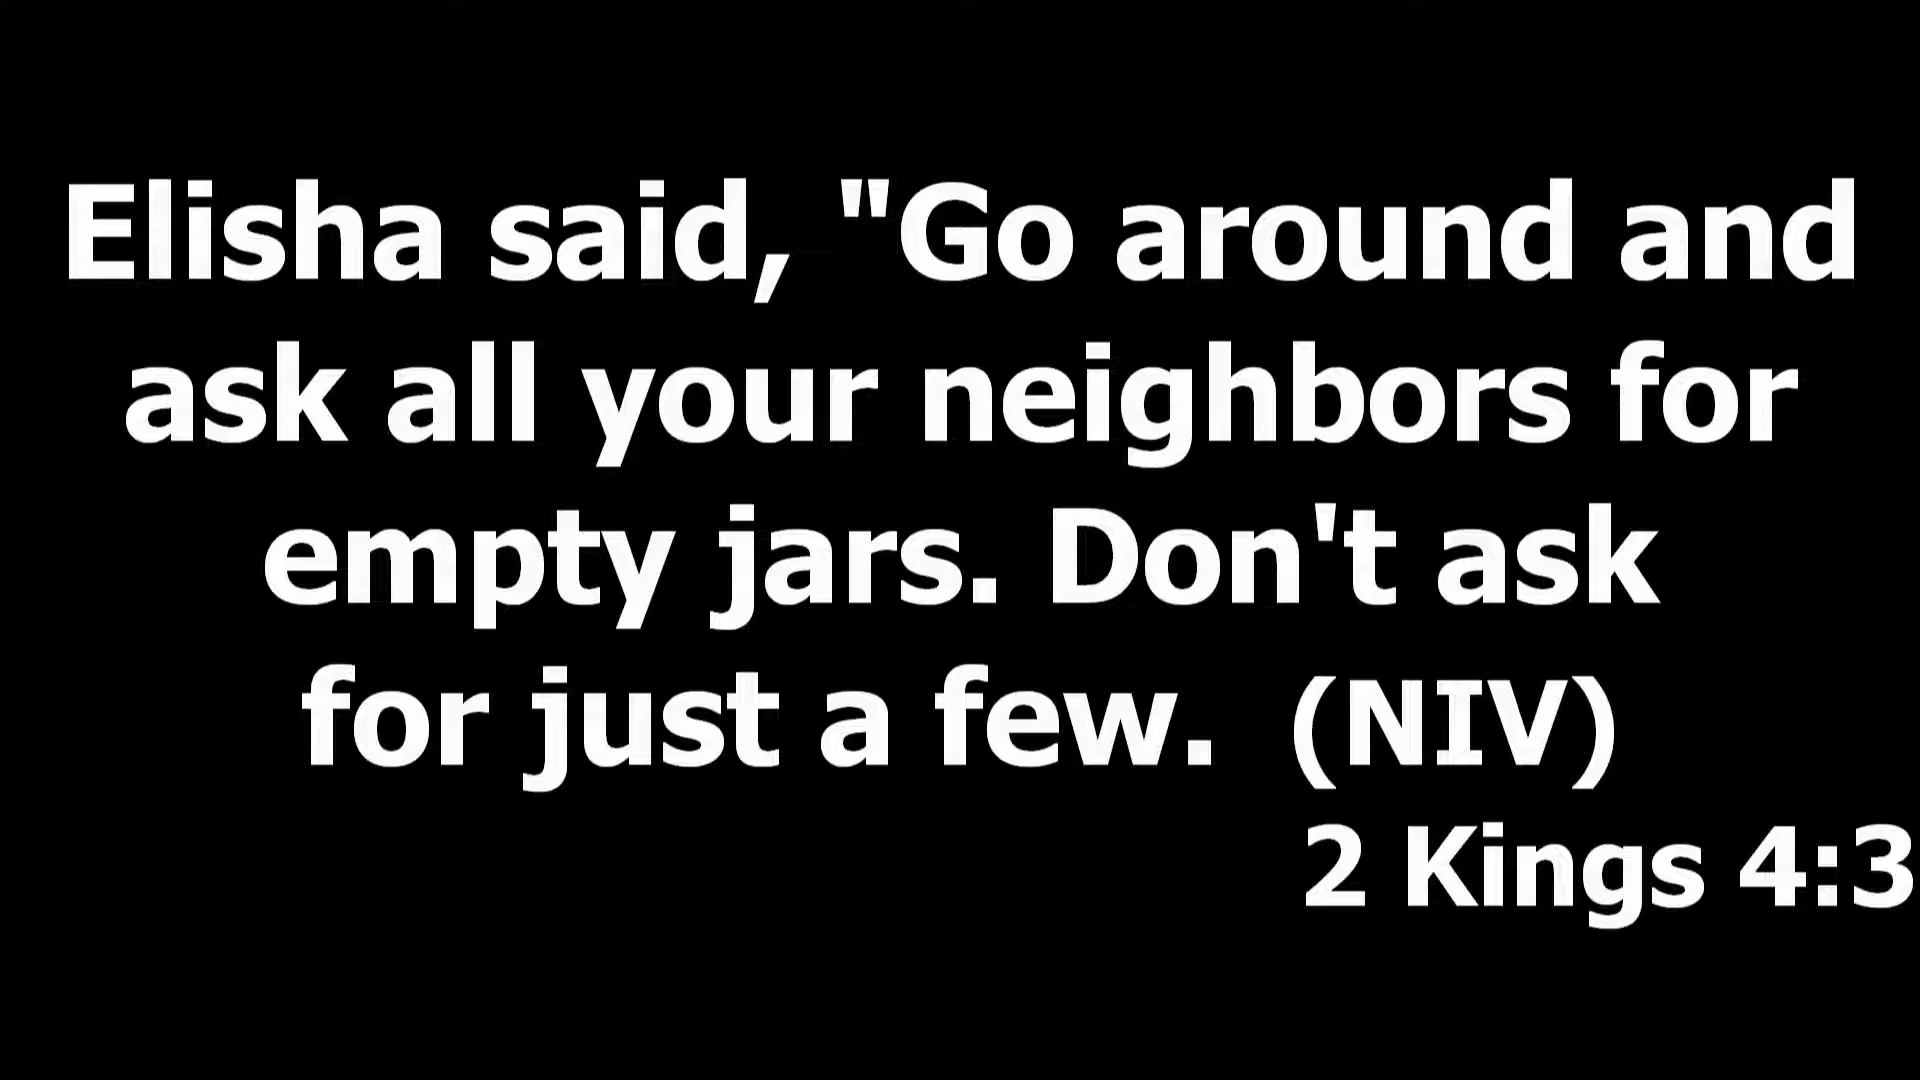 Elisha said, "Go around and
ask all your neighbors for
empty jars. Don't ask
for just a few.  (NIV)
2 Kings 4:3